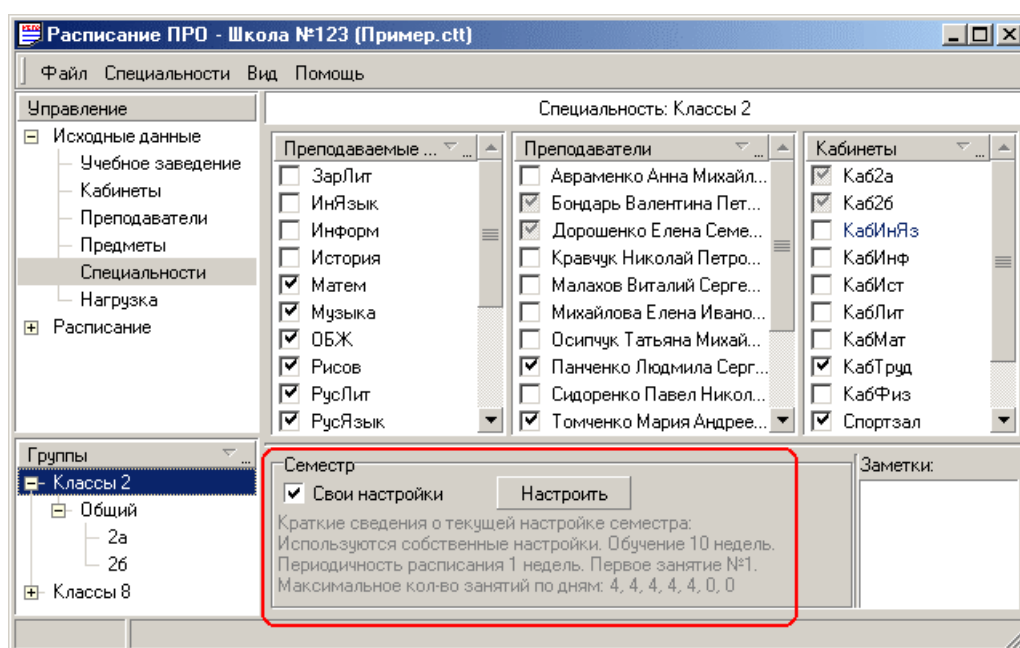 Расписание ПРО - Школа №123 (Пример.ctt)
Файл Специальности Вид Помощь
Управление
Исходные данные
Учебное заведение
Кабинеты
Преподаватели
Предметы
Специальности
Нагрузка
Расписание
Специальность: Классы 2
Преподаваемые ... ...
ЗарЛит
ИнЯзык
Информ
История
Матем
Музыка
ОБЖ
Рисов
РусЛит
РусЯзык
Преподаватели ...
Авраменко Анна Михайл...
Бондарь Валентина Пет...
Дорошенко Елена Семе...
Кравчук Николай Петро...
Малахов Виталий Серге...
Михайлова Елена Ивано...
Осипчук Татьяна Михай...
Панченко Людмила Серг...
Сидоренко Павел Никол...
Томченко Мария Андрее...
Кабинеты ...
Каб2а
Каб2б
КабИнЯз
КабИнф
КабИст
КабЛит
КабМат
КабТруд
КабФиз
Спортзал
Группы ...
Классы 2
Общий
2а
2б
Классы 8
Семестр
Свои настройки Настроить
Краткие сведения о текущей настройке семестра:
Используются собственные настройки. Обучение 10 недель.
Периодичность расписания 1 недель. Первое занятие №1.
Максимальное кол-во занятий по дням: 4, 4, 4, 4, 4, 0, 0
Заметки: